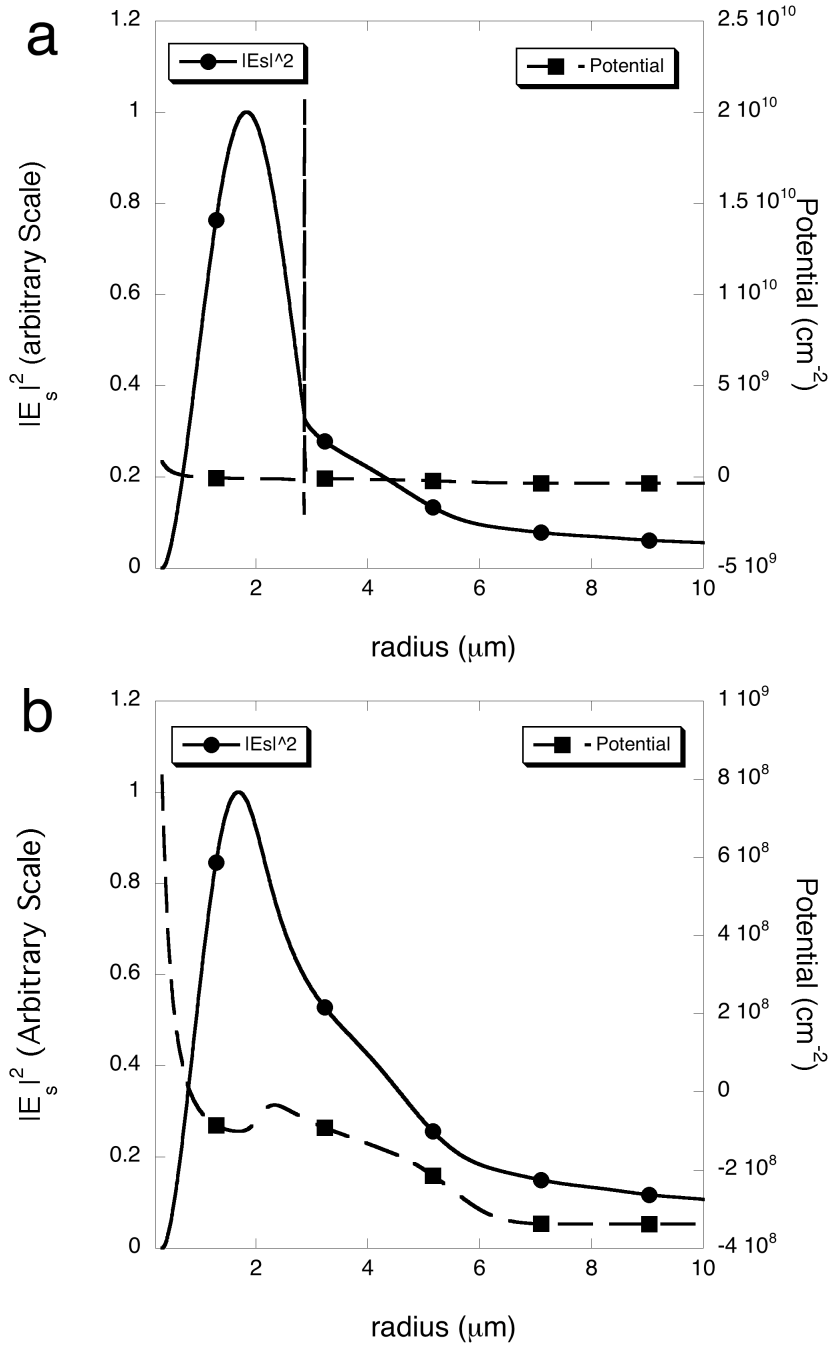 a
|Es|^2
- Potential
1.2
1
0.8
0.6
0.4
0.2
0
2.5 10^10
2 10^10
1.5 10^10
1 10^10
5 10^9
0
-5 10^9
|E_s|^2 (arbitrary Scale)
Potential (cm^-2)
2 4 6 8 10
radius (μm)
b
|Es|^2
- Potential
1.2
1
0.8
0.6
0.4
0.2
0
1 10^9
8 10^8
6 10^8
4 10^8
2 10^8
0
-2 10^8
-4 10^8
|E_s|^2 (Arbitrary Scale)
Potential (cm^-2)
2 4 6 8 10
radius (μm)